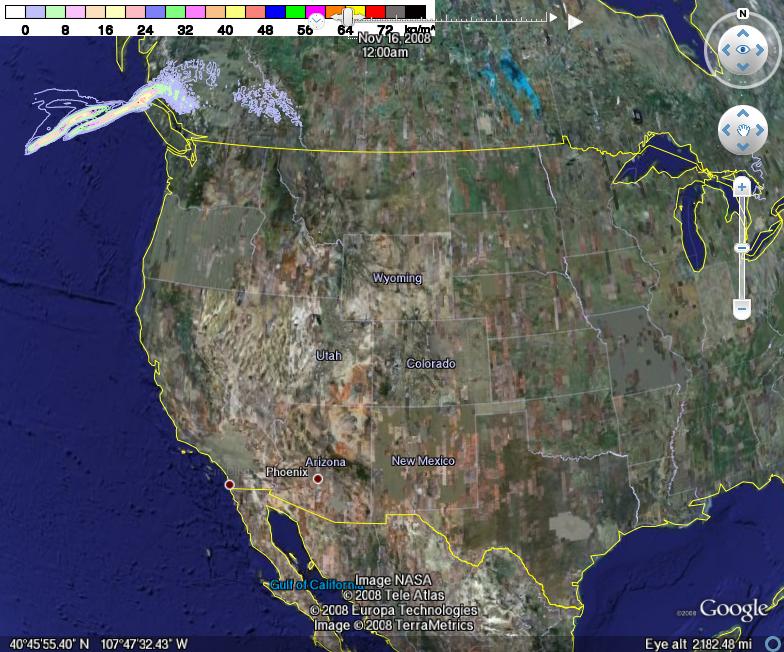 0 8 16 24 32 40 48 56 64 72 kg/m²
Nov 16, 2008
12:00am
N
Wyoming
Utah
Colorado
Arizona
New Mexico
Phoenix
Gulf of California
Image NASA
© 2008 Tele Atlas
© 2008 Europa Technologies
Image © 2008 TerraMetrics
©2008 Google
40°45'55.40" N 107°47'32.43" W
Eye alt 2182.48 mi